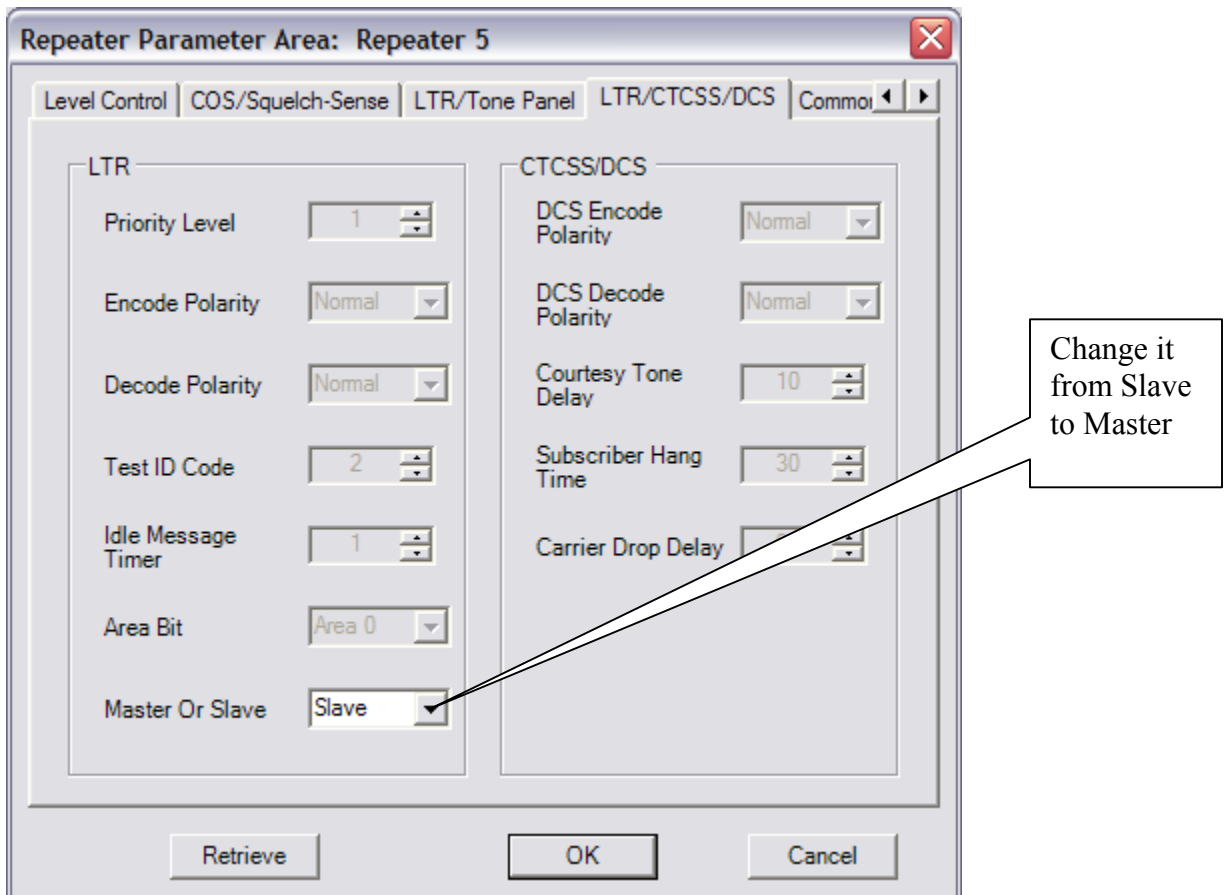 Repeater Parameter Area: Repeater 5
Level Control
COS/Squelch-Sense
LTR/Tone Panel
LTR/CTCSS/DCS
LTR
Priority Level
1
Encode Polarity
Normal
Decode Polarity
Normal
Test ID Code
2
Idle Message
Timer
1
Area Bit
Area 0
Master Or Slave
Slave
CTCSS/DCS
DCS Encode
Polarity
Normal
DCS Decode
Polarity
Normal
Courtesy Tone
Delay
10
Subscriber Hang
Time
30
Carrier Drop Delay
Change it
from Slave
to Master
Retrieve
OK
Cancel